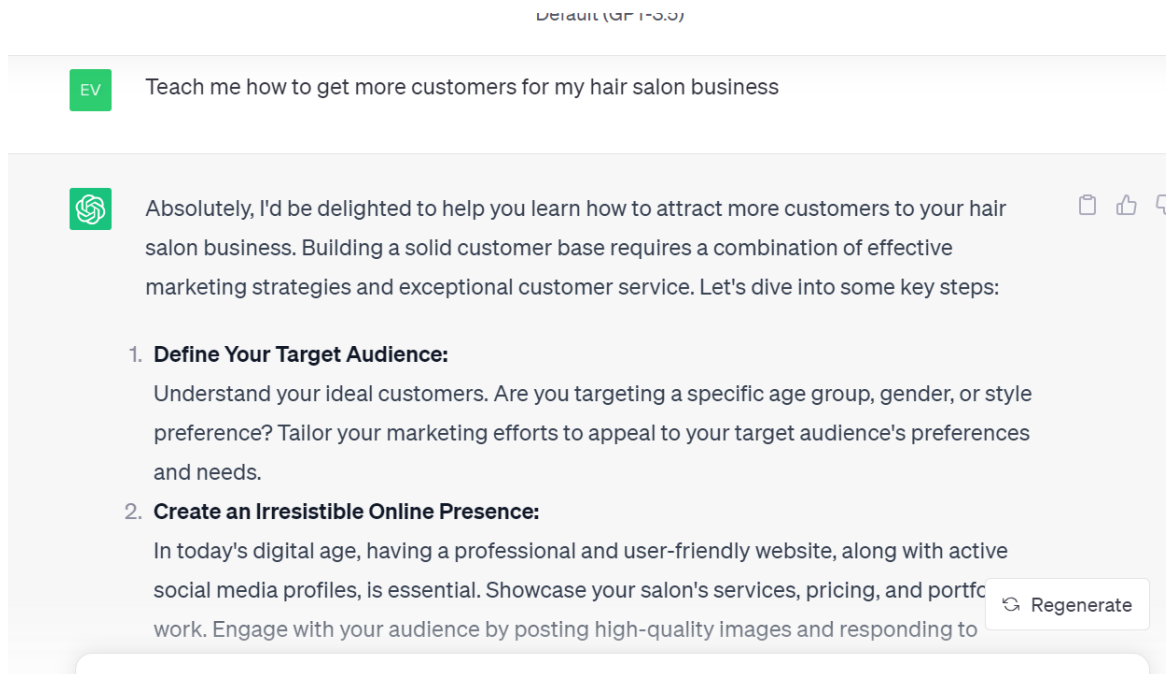 Default (GPT-3.5)
EV
Teach me how to get more customers for my hair salon business
Absolutely, I'd be delighted to help you learn how to attract more customers to your hair
salon business. Building a solid customer base requires a combination of effective
marketing strategies and exceptional customer service. Let's dive into some key steps:
1. Define Your Target Audience:
Understand your ideal customers. Are you targeting a specific age group, gender, or style
preference? Tailor your marketing efforts to appeal to your target audience's preferences
and needs.
2. Create an Irresistible Online Presence:
In today's digital age, having a professional and user-friendly website, along with active
social media profiles, is essential. Showcase your salon's services, pricing, and
Regenerate
work. Engage with your audience by posting high-quality images and responding to